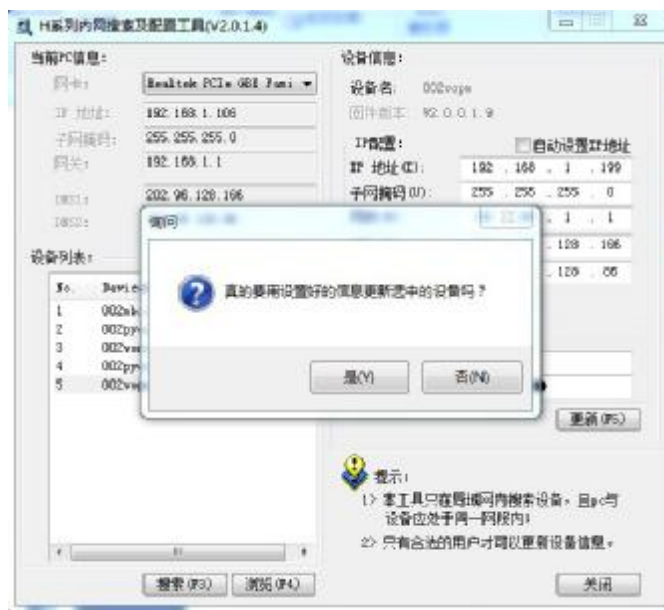 H系列内网搜索及配置工具(V2.0.1.4)
当前PC信息:
网卡: Realtek PCIe GBE Fami
IP 地址: 192.168.1.106
子网掩码: 255.255.255.0
网关: 192.168.1.1
DNS1: 202.96.128.166
DNS2:
设备列表:
No.
1
2
3
4
5
搜索(F3) 浏览(F4)
设备信息:
设备名:
固件版本: V2.0.0.1.9
IP配置: 自动设置IP地址
IP 地址(I): 192 . 168 . 1 . 199
子网掩码(U): 255 . 255 . 255 . 0
. 1 . 1
. 128 . 166
. 128 .
更新(F5)
提示:
1> 本工具只在局域网内搜索设备,且pc与
设备应处于同一网段内!
2> 只有合法的用户才可以更新设备信息。
关闭
询问
真的要用设置好的信息更新选中的设备吗?
是(Y) 否(N)